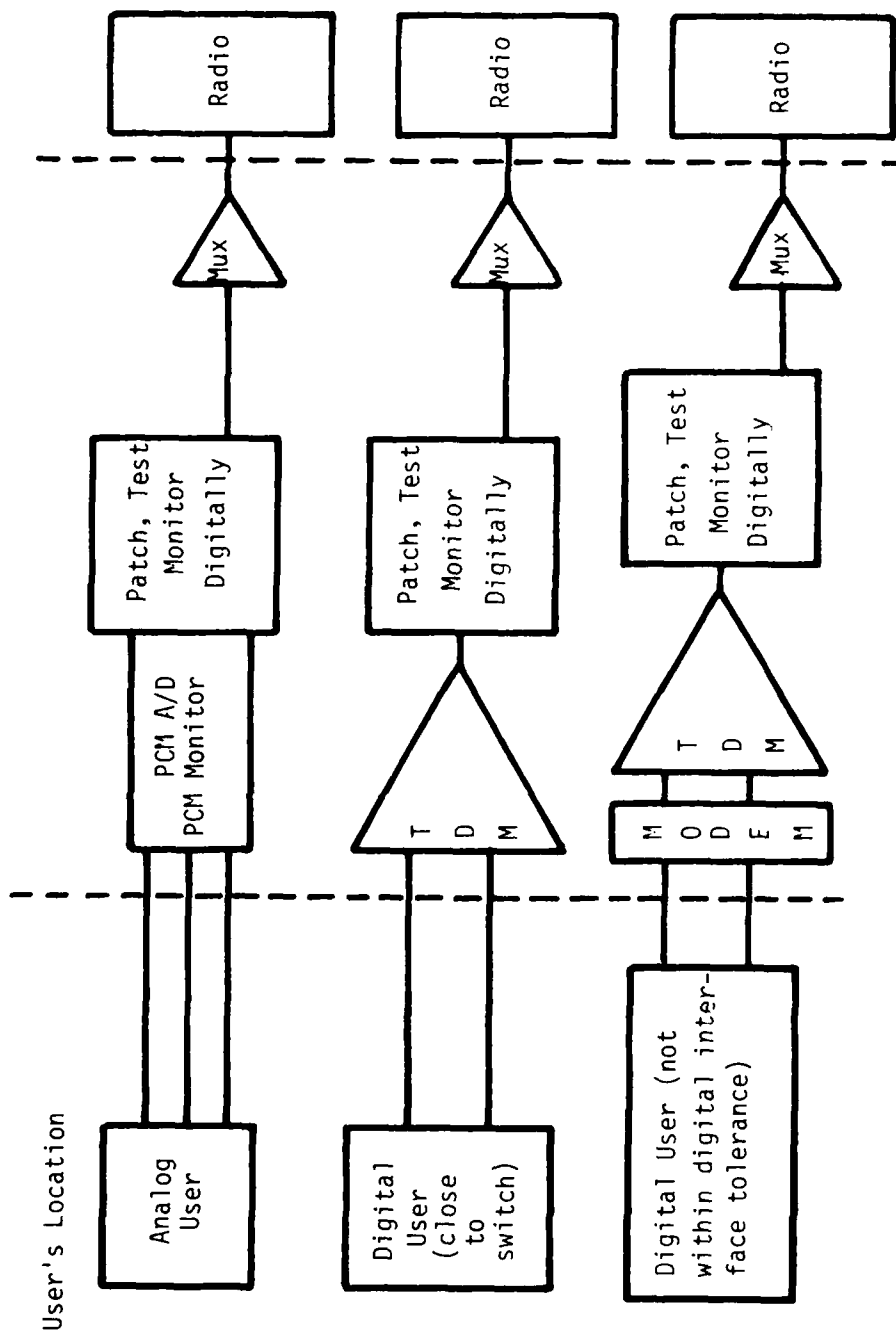 User's Location
Analog
User
PCM A/D
PCM Monitor
Patch, Test
Monitor
Digitally
Mux
Radio
Digital
User
(close
to
switch)
T
D
M
Patch, Test
Monitor
Digitally
Mux
Radio
Digital User (not
within digital inter-
face tolerance)
M
O
D
E
M
T
D
M
Patch, Test
Monitor
Digitally
Mux
Radio